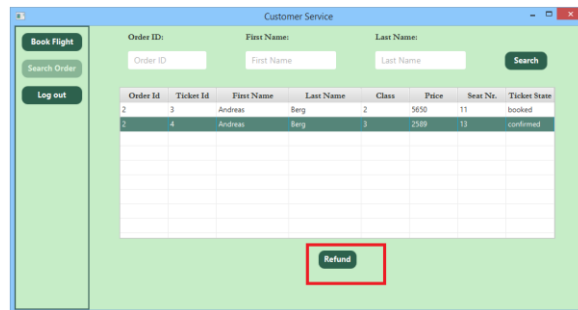 Customer Service
Book Flight
Search Order
Log out
Order ID: First Name: Last Name:
Order ID First Name Last Name Search
Order Id Ticket Id First Name Last Name Class Price Seat Nr. Ticket State
2 3 Andreas Berg 2 5650 11 booked
2 4 Andreas Berg 3 2589 13 confirmed
Refund